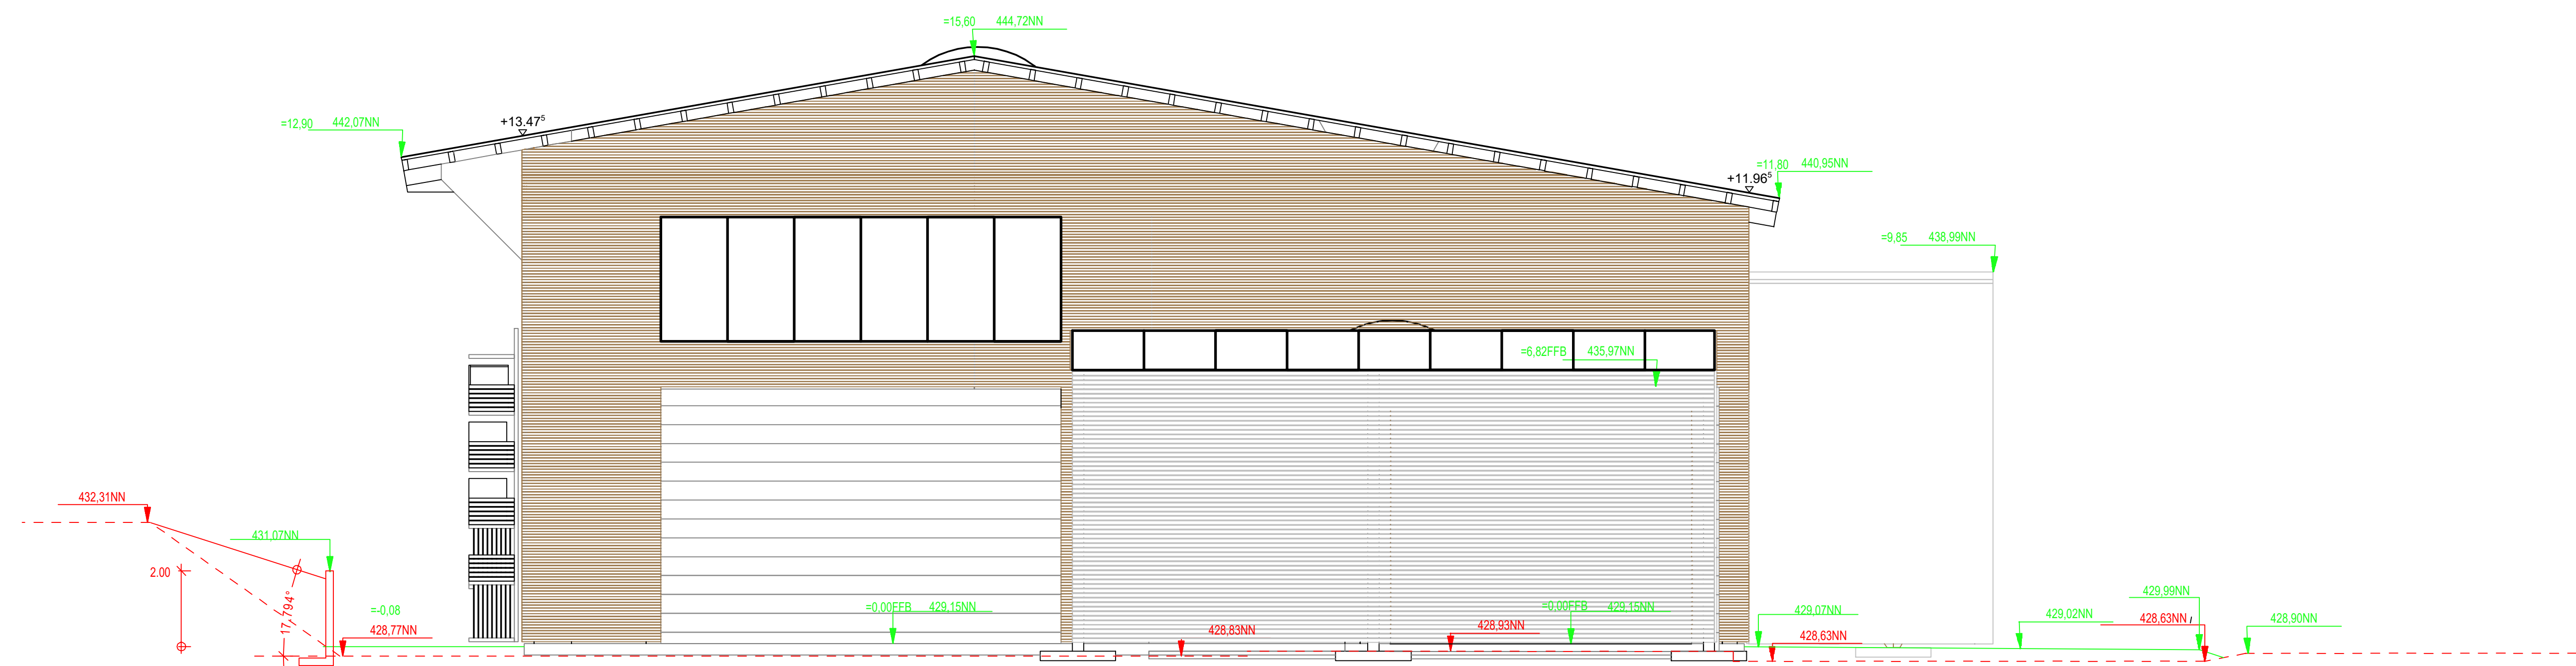 =15,60 444,72NN
=12,90 442,07NN
+13.47⁵
=11,80 440,95NN
+11.96⁵
=9,85 438,99NN
=6,82FFB 435,97NN
432,31NN
431,07NN
2.00
17,794°
=-0.08
428,77NN
=0,00FFB 429,15NN
=0,00FFB 429,15NN
428,83NN
428,93NN
429,07NN
428,63NN
429,02NN
429,99NN
428,63NN /
428,90NN